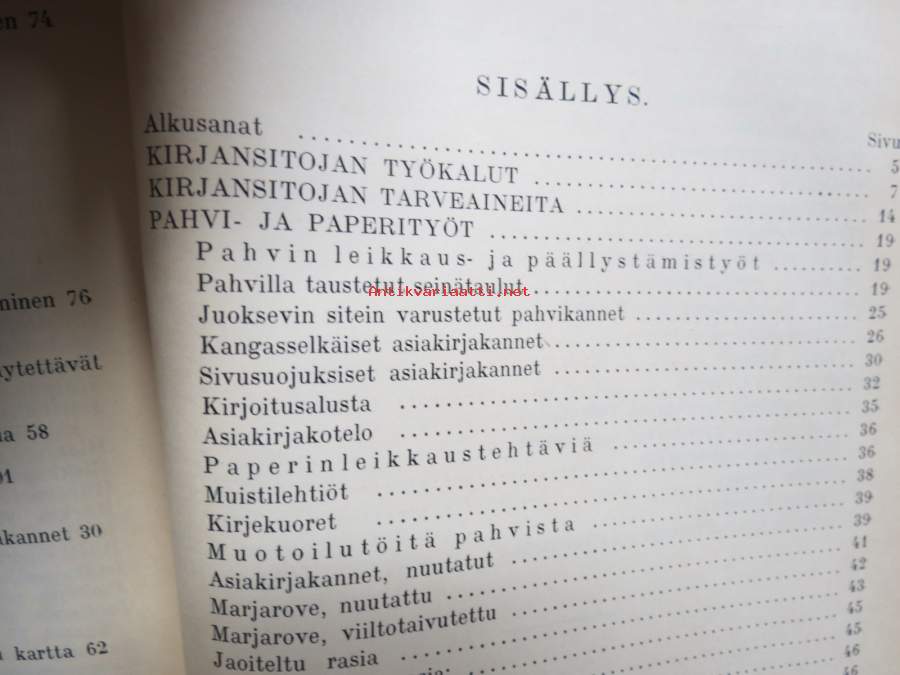 en 74
ninen 76
ytettävät
58
kannet 30
kartta 62
SISÄLLYS.
Sivu
Alkusanat 5
KIRJANSITOJAN TYÖKALUT 7
KIRJANSITOJAN TARVEAINEITA 14
PAHVI- JA PAPERITYÖT 19
Pahvin leikkaus- ja päällystämistyöt 19
Pahvilla taustetut seinätaulut 19
Antikvariaatti.net
Juoksevin sitein varustetut pahvikannet 25
Kangasselkäiset asiakirjakannet 26
Sivusuojuksiset asiakirjakannet 30
Kirjoitusalusta 32
Asiakirjakotelo 35
Paperinleikkaustehtäviä 36
Muistilehtiöt 36
Kirjekuoret 38
Muotoilutöitä pahvista 39
Asiakirjakannet, nuutatut 39
Marjarove, nuutattu 41
Marjarove, viiltotaivutettu 42
Jaoiteltu rasia 43
45
45
46
46